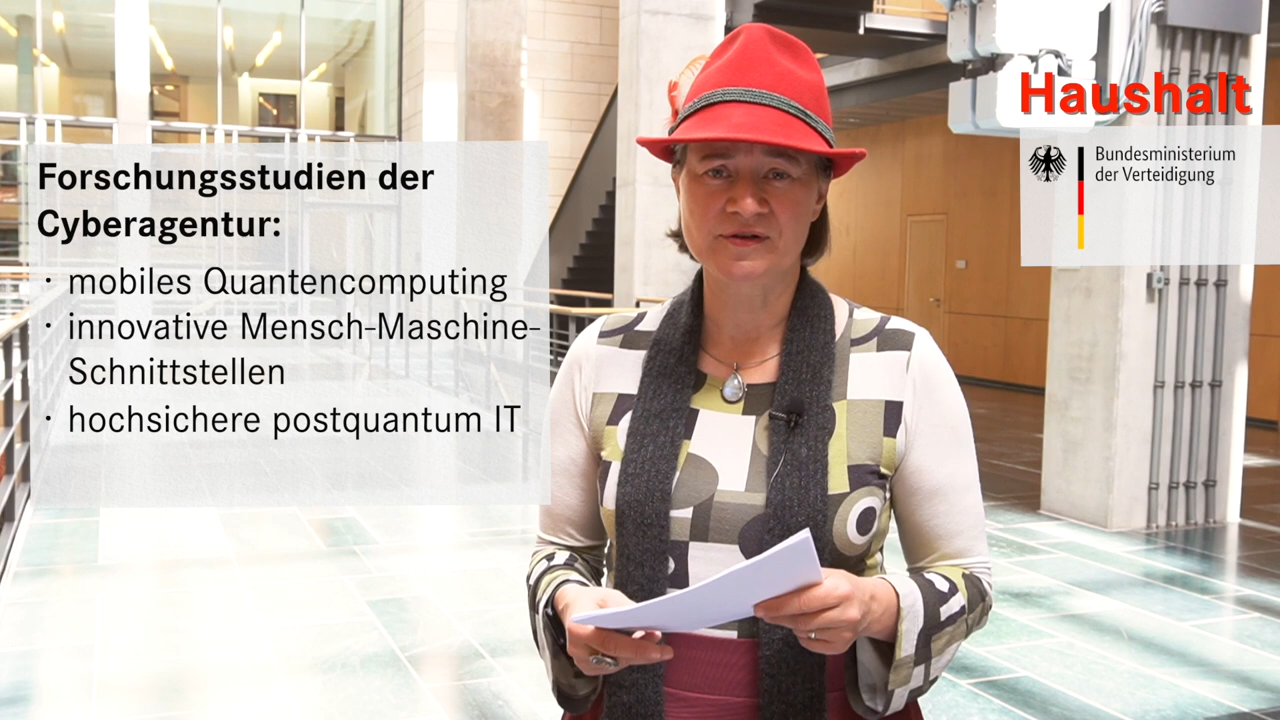 Forschungsstudien der
Cyberagentur:
· mobiles Quantencomputing
· innovative Mensch-Maschine-
Schnittstellen
· hochsichere postquantum IT
Haushalt
Bundesministerium
der Verteidigung